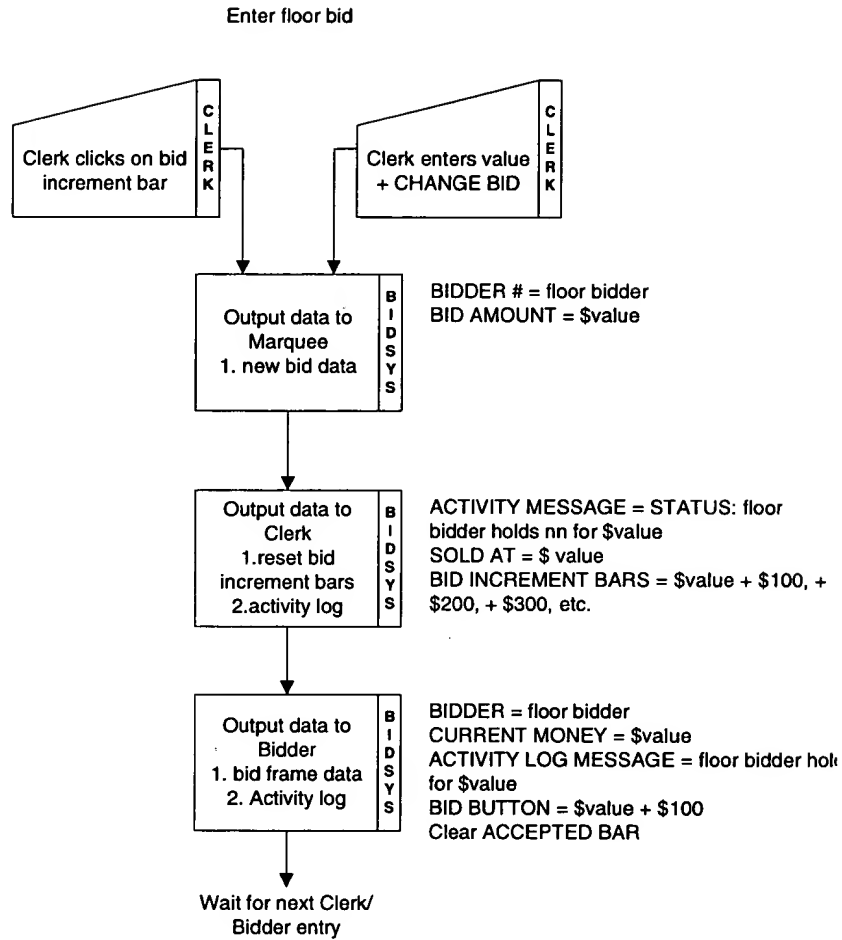 Enter floor bid
Clerk clicks on bid
increment bar
CLERK
Clerk enters value
+ CHANGE BID
CLERK
Output data to
Marquee
1. new bid data
BIDSYS
BIDDER # = floor bidder
BID AMOUNT = $value
Output data to
Clerk
1.reset bid
increment bars
2.activity log
BIDSYS
ACTIVITY MESSAGE = STATUS: floor
bidder holds nn for $value
SOLD AT = $ value
BID INCREMENT BARS = $value + $100, +
$200, + $300, etc.
Output data to
Bidder
1. bid frame data
2. Activity log
BIDSYS
BIDDER = floor bidder
CURRENT MONEY = $value
ACTIVITY LOG MESSAGE = floor bidder
for $value
BID BUTTON = $value + $100
Clear ACCEPTED BAR
Wait for next Clerk/
Bidder entry